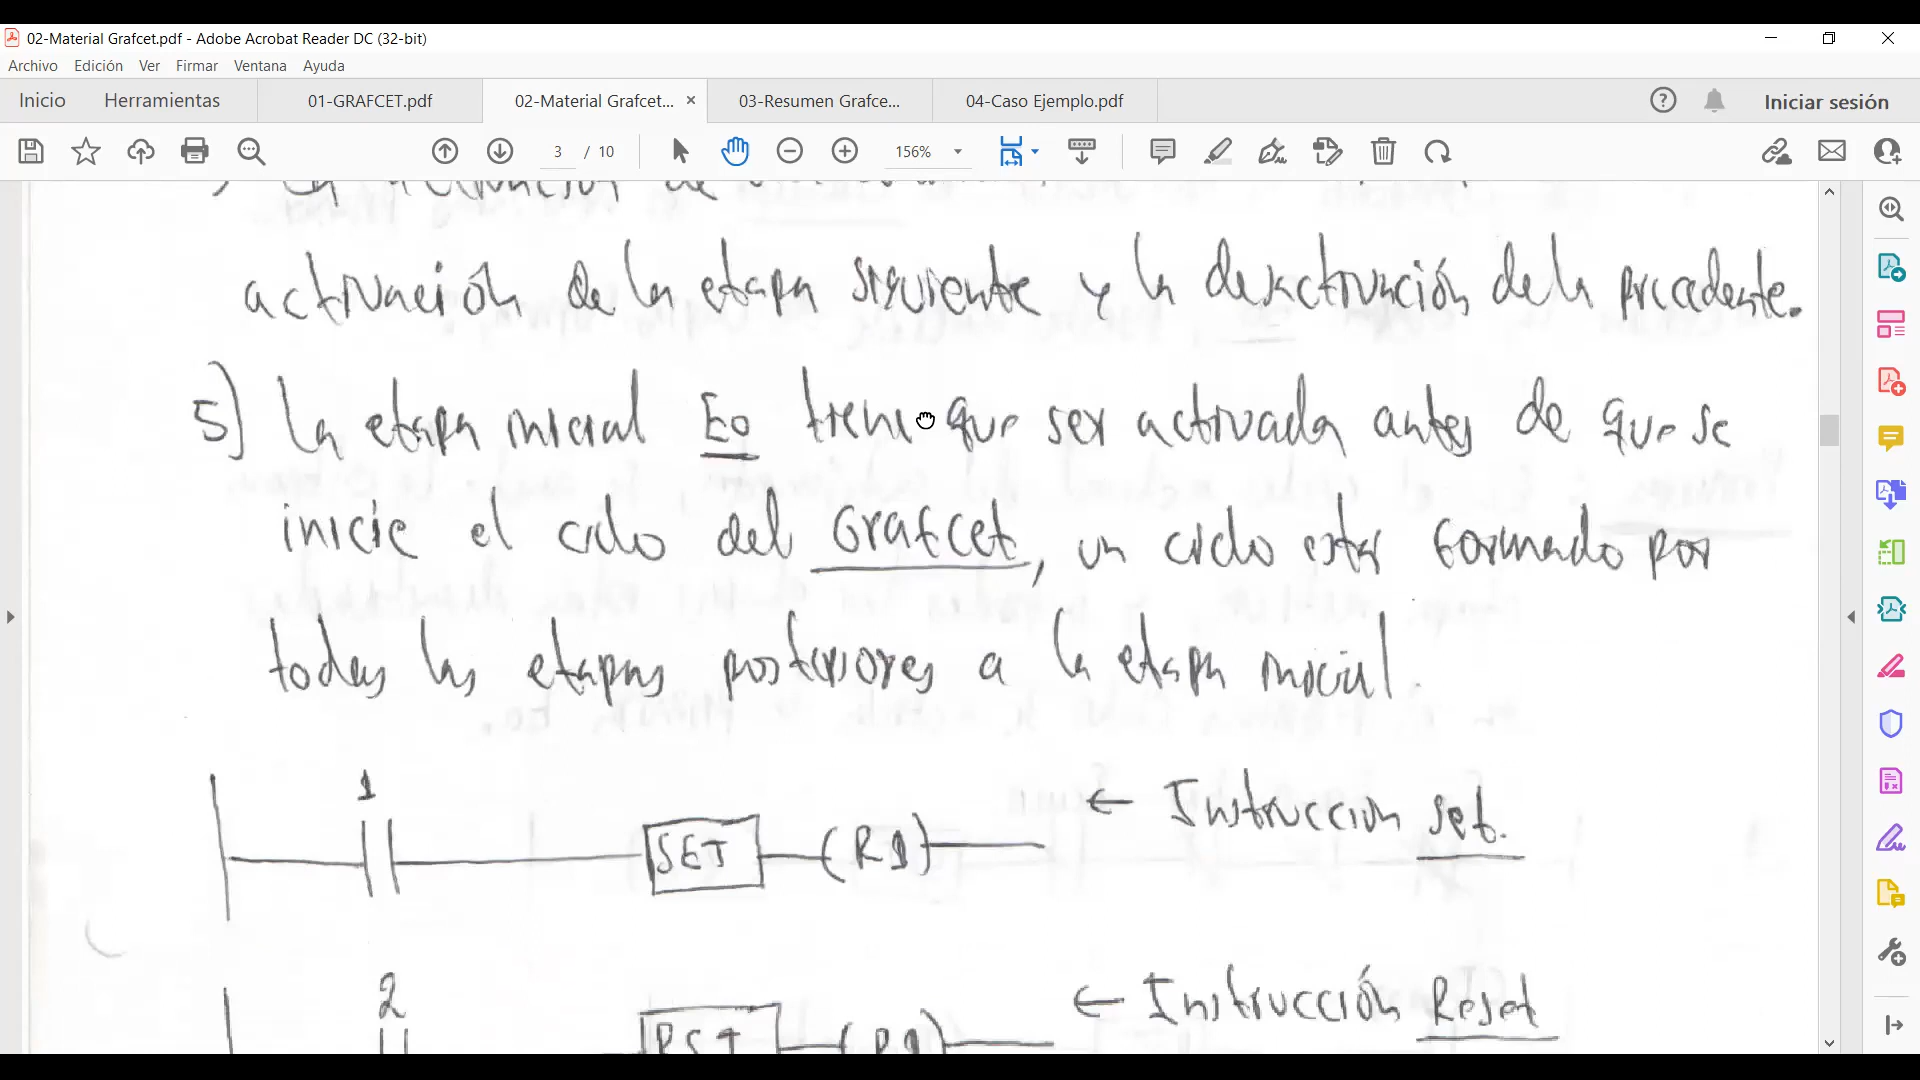 02-Material Grafcet.pdf - Adobe Acrobat Reader DC (32-bit)
Archivo Edición Ver Firmar Ventana Ayuda
Inicio Herramientas 01-GRAFCET.pdf 02-Material Grafcet... × 03-Resumen Grafce... 04-Caso Ejemplo.pdf Iniciar sesión
3 / 10 156%
activación de la etapa siguiente y la desactivación de la precedente.
5) La etapa inicial E0 tiene que ser activada antes de que se
inicie el ciclo del Grafcet, un ciclo esta formado por
todas las etapas posteriores a la etapa inicial.
1
SET (R1) ← Instruccion set.
2
RST (R1) ← Instrucción Reset